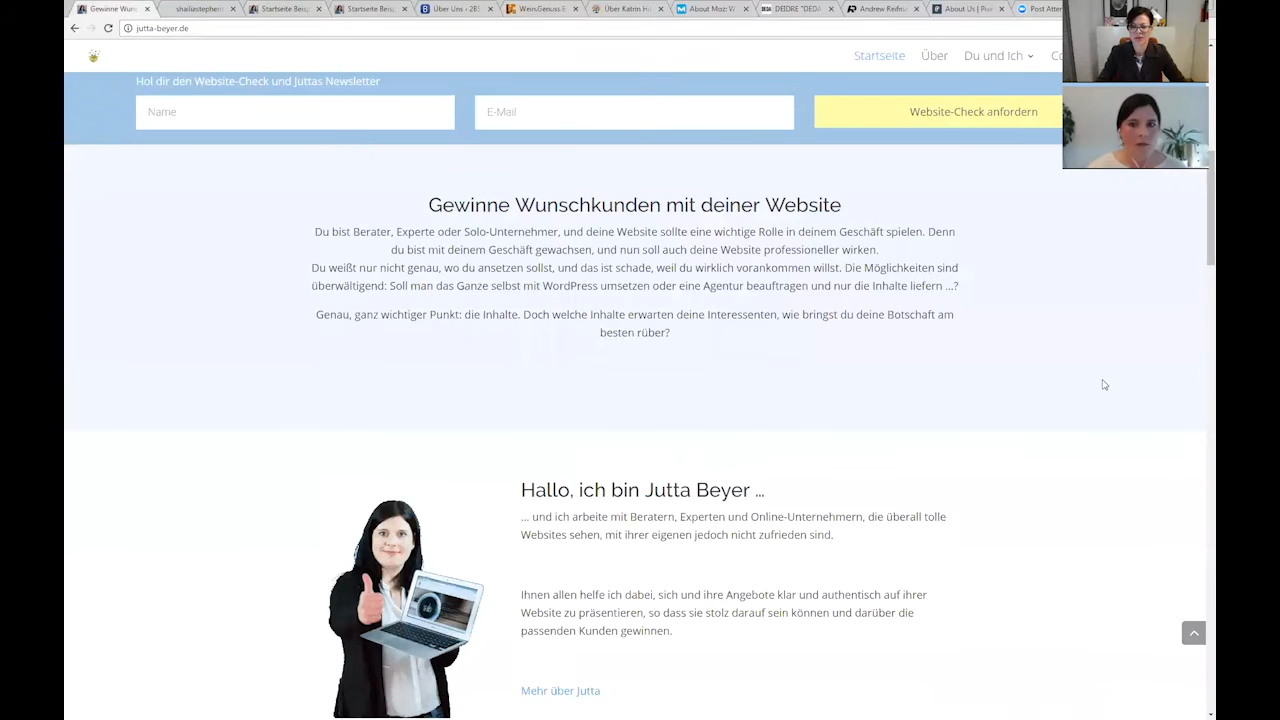 Gewinne Wuns
shailiastephens
Startseite Beisp
Startseite Beisp
Über Uns ‹ 2B
Wein.Genuss E
Über Katrin Hi
About Moz: W
DEIDRE "DEDA
Andrew Reifma
About Us | Pixe
Post Atten
jutta-beyer.de
Startseite
Über
Du und Ich
Hol dir den Website-Check und Juttas Newsletter
Name
E-Mail
Website-Check anfordern
Gewinne Wunschkunden mit deiner Website
Du bist Berater, Experte oder Solo-Unternehmer, und deine Website sollte eine wichtige Rolle in deinem Geschäft spielen. Denn
du bist mit deinem Geschäft gewachsen, und nun soll auch deine Website professioneller wirken.
Du weißt nur nicht genau, wo du ansetzen sollst, und das ist schade, weil du wirklich vorankommen willst. Die Möglichkeiten sind
überwältigend: Soll man das Ganze selbst mit WordPress umsetzen oder eine Agentur beauftragen und nur die Inhalte liefern ...?
Genau, ganz wichtiger Punkt: die Inhalte. Doch welche Inhalte erwarten deine Interessenten, wie bringst du deine Botschaft am
besten rüber?
Hallo, ich bin Jutta Beyer ...
... und ich arbeite mit Beratern, Experten und Online-Unternehmern, die überall tolle
Websites sehen, mit ihrer eigenen jedoch nicht zufrieden sind.
Ihnen allen helfe ich dabei, sich und ihre Angebote klar und authentisch auf ihrer
Website zu präsentieren, so dass sie stolz darauf sein können und darüber die
passenden Kunden gewinnen.
Mehr über Jutta